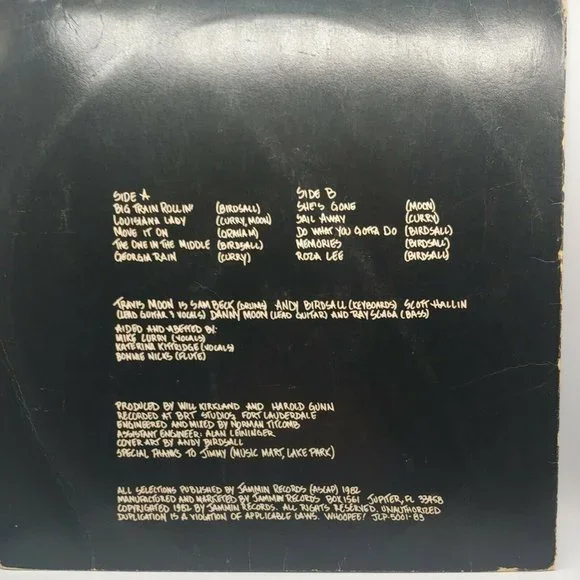 SIDE A
BIG TRAIN ROLLIN' (BIRDSALL)
LOUISIANA LADY (CURRY, MOON)
MOVE IT ON (ORMIAN)
THE ONE IN THE MIDDLE (BIRDSALL)
GEORGIA RAIN (CURRY)
SIDE B
SHE'S GONE (MOON)
SAIL AWAY (CURRY)
DO WHAT YOU GOTTA DO (BIRDSALL)
MEMORIES (BIRDSALL)
ROZA LEE (BIRDSALL)
TRAVIS MOON IS SAM BECK (DRUMS) ANDY BIRDSALL (KEYBOARDS) SCOTT HALLIN
(LEAD GUITAR & VOCALS) DANNY MOON (LEAD GUITAR) AND RAY SCAGA (BASS)
AIDED AND ABETTED BY:
MIKE CURRY (VOCALS)
KATERINA KITTRIDGE (VOCALS)
BONNIE NICKS (FLUTE)
PRODUCED BY WILL KIRKLAND AND HAROLD GUNN
RECORDED AT BRT STUDIOS, FORT LAUDERDALE
ENGINEERED AND MIXED BY NORMAN TITCOMB
ASSISTANT ENGINEER: ALAN LEININGER
COVER ART BY ANDY BIRDSALL
SPECIAL THANKS TO JIMMY (MUSIC MART, LAKE PARK)
ALL SELECTIONS PUBLISHED BY JAMMIN RECORDS (ASCAP) 1982
MANUFACTURED AND MARKETED BY JAMMIN RECORDS BOX 1561 JUPITER, FL 33458
COPYRIGHTED 1982 BY JAMMIN RECORDS. ALL RIGHTS RESERVED. UNAUTHORIZED
DUPLICATION IS A VIOLATION OF APPLICABLE LAWS. WHOOPEE! JLP-5001-83